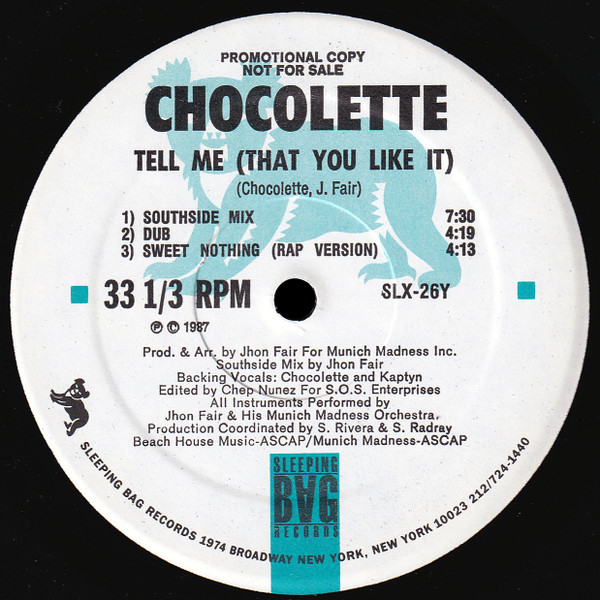 PROMOTIONAL COPY
NOT FOR SALE
CHOCOLETTE
TELL ME (THAT YOU LIKE IT)
(Chocolette, J. Fair)
1) SOUTHSIDE MIX 7:30
2) DUB 4:19
3) SWEET NOTHING (RAP VERSION) 4:13
33 1/3 RPM SLX-26Y
℗ © 1987
Prod. & Arr. by Jhon Fair For Munich Madness Inc.
Southside Mix by Jhon Fair
Backing Vocals: Chocolette and Kaptyn
Edited by Chep Nunez For S.O.S. Enterprises
All Instruments Performed by
Jhon Fair & His Munich Madness Orchestra.
Production Coordinated by S. Rivera & S. Radray
Beach House Music-ASCAP/Munich Madness-ASCAP
SLEEPING
BAG
RECORDS
SLEEPING BAG RECORDS 1974 BROADWAY NEW YORK, NEW YORK 10023 212/724-1440